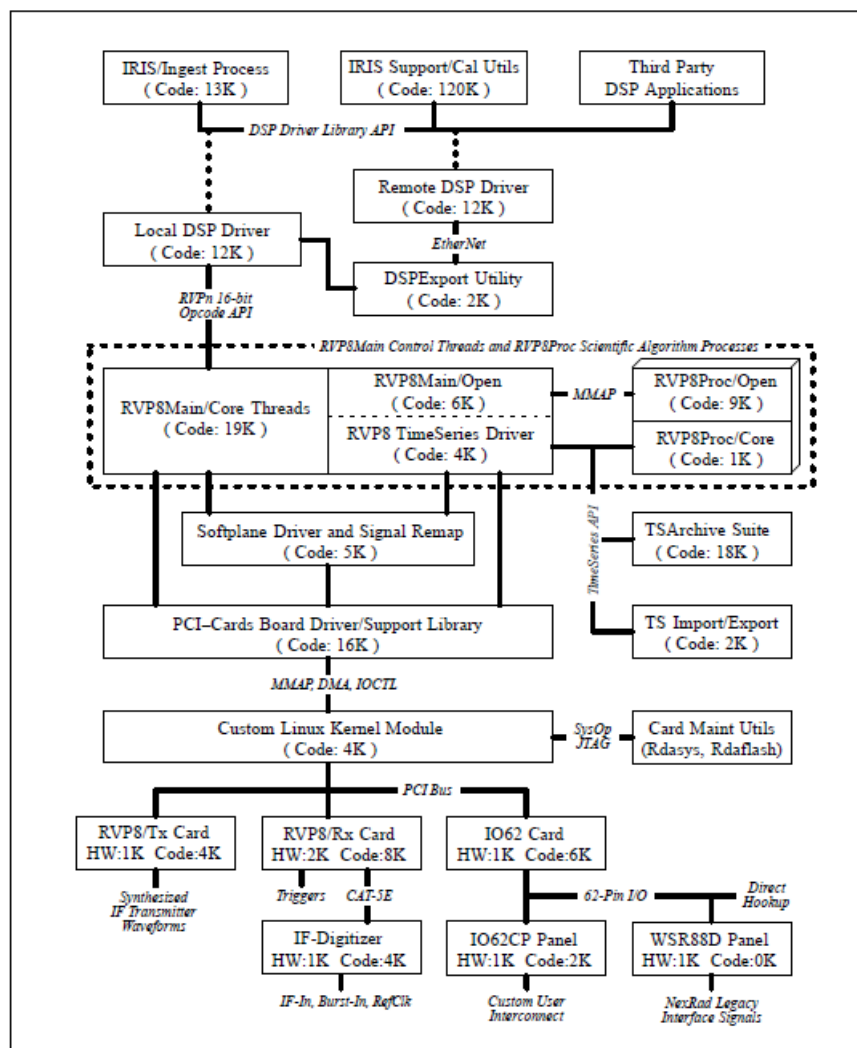 IRIS/Ingest Process
( Code: 13K )
IRIS Support/Cal Utils
( Code: 120K )
Third Party
DSP Applications
DSP Driver Library API
Remote DSP Driver
( Code: 12K )
Local DSP Driver
( Code: 12K )
EtherNet
DSPExport Utility
( Code: 2K )
RVPn 16-bit
Opcode API
RVP8Main Control Threads and RVP8Proc Scientific Algorithm Processes
RVP8Main/Core Threads
( Code: 19K )
RVP8Main/Open
( Code: 6K )
MMAP
RVP8Proc/Open
( Code: 9K )
RVP8 TimeSeries Driver
( Code: 4K )
RVP8Proc/Core
( Code: 1K )
TimeSeries API
Softplane Driver and Signal Remap
( Code: 5K )
TSArchive Suite
( Code: 18K )
PCI–Cards Board Driver/Support Library
( Code: 16K )
TS Import/Export
( Code: 2K )
MMAP, DMA, IOCTL
Custom Linux Kernel Module
( Code: 4K )
SysOp
JTAG
Card Maint Utils
(Rdasys, Rdaflash)
PCI Bus
RVP8/Tx Card
HW:1K Code:4K
RVP8/Rx Card
HW:2K Code:8K
IO62 Card
HW:1K Code:6K
Synthesized
IF Transmitter
Waveforms
Triggers
CAT-5E
62-Pin I/O
Direct
Hookup
IF-Digitizer
HW:1K Code:4K
IO62CP Panel
HW:1K Code:2K
WSR88D Panel
HW:1K Code:0K
IF-In, Burst-In, RefClk
Custom User
Interconnect
NexRad Legacy
Interface Signals